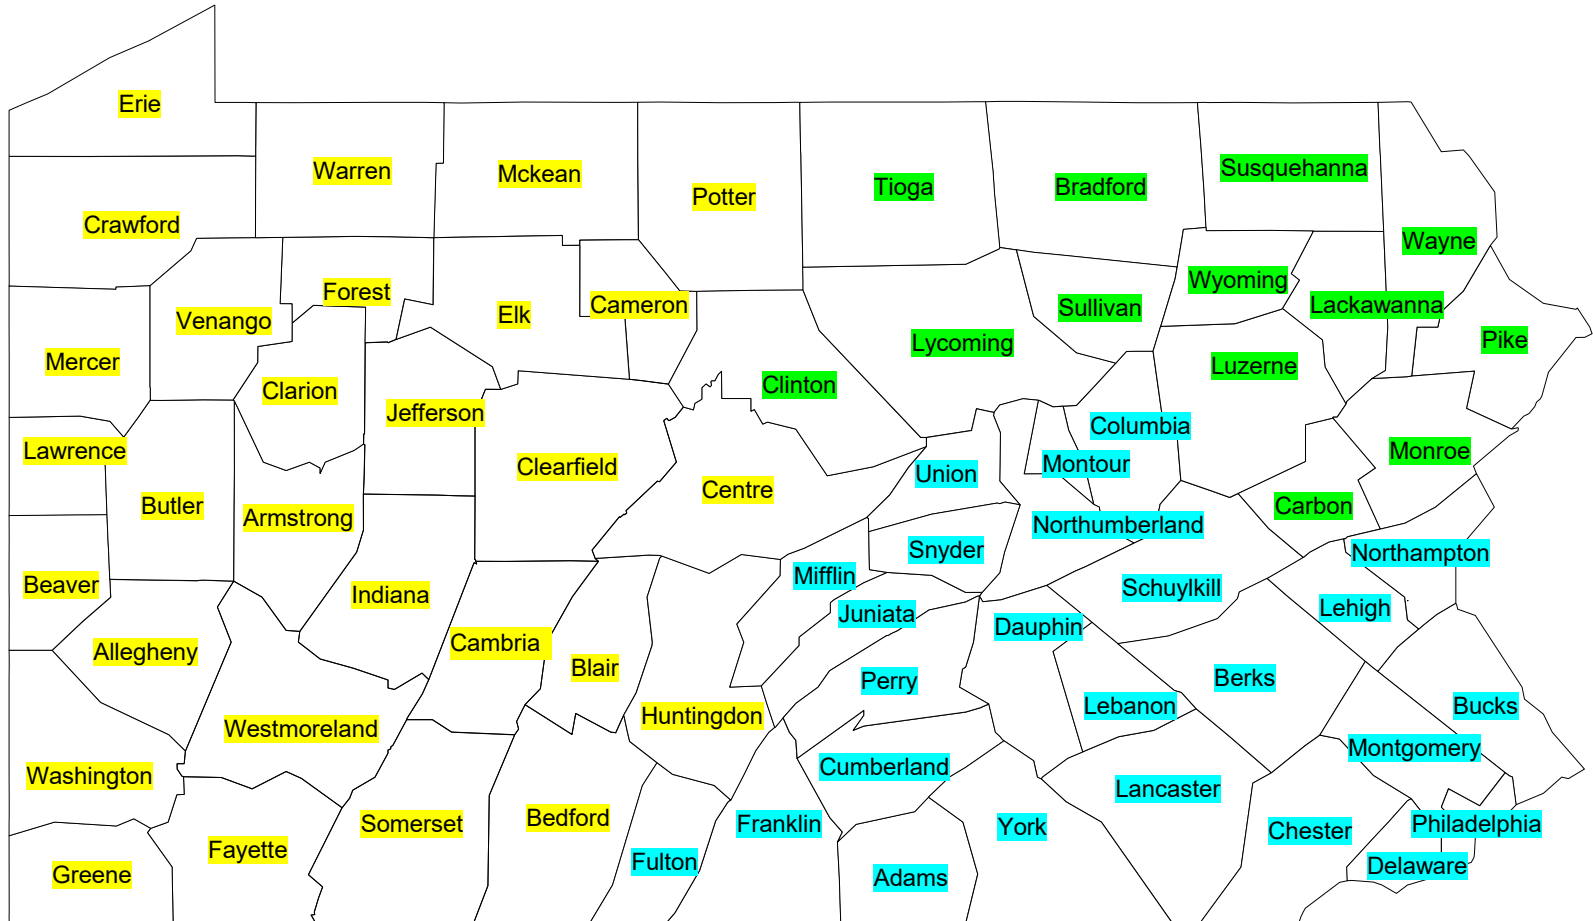 Erie
Warren
Mckean
Potter
Tioga
Bradford
Susquehanna
Crawford
Wayne
Forest
Venango
Elk
Cameron
Sullivan
Wyoming
Lackawanna
Mercer
Clarion
Lycoming
Pike
Jefferson
Clinton
Luzerne
Lawrence
Clearfield
Centre
Union
Montour
Columbia
Monroe
Butler
Armstrong
Snyder
Northumberland
Carbon
Beaver
Indiana
Mifflin
Juniata
Schuylkill
Northampton
Lehigh
Allegheny
Cambria
Blair
Dauphin
Westmoreland
Huntingdon
Perry
Lebanon
Berks
Bucks
Washington
Somerset
Bedford
Cumberland
Lancaster
Montgomery
Greene
Fayette
Fulton
Franklin
Adams
York
Chester
Delaware
Philadelphia